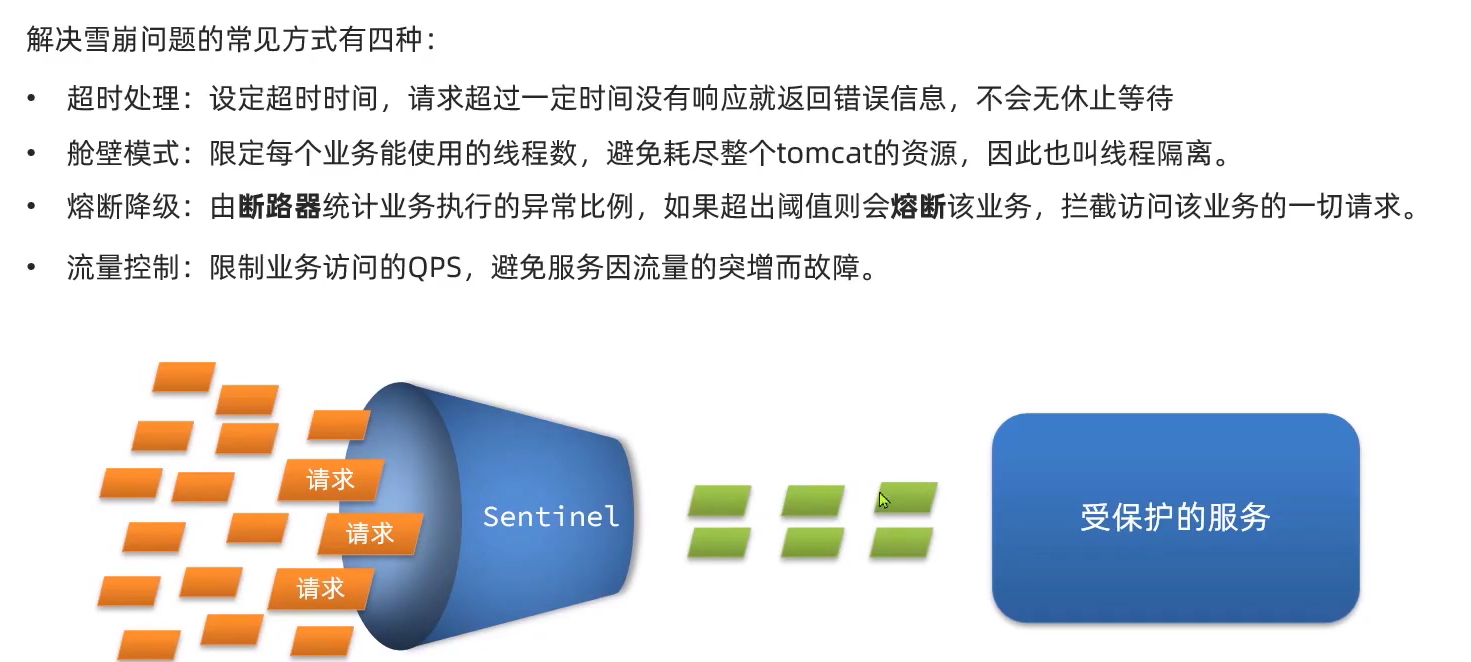 解决雪崩问题的常见方式有四种：
• 超时处理：设定超时时间，请求超过一定时间没有响应就返回错误信息，不会无休止等待
• 舱壁模式：限定每个业务能使用的线程数，避免耗尽整个tomcat的资源，因此也叫线程隔离。
• 熔断降级：由断路器统计业务执行的异常比例，如果超出阈值则会熔断该业务，拦截访问该业务的一切请求。
• 流量控制：限制业务访问的QPS，避免服务因流量的突增而故障。
请求
请求
请求
Sentinel
受保护的服务